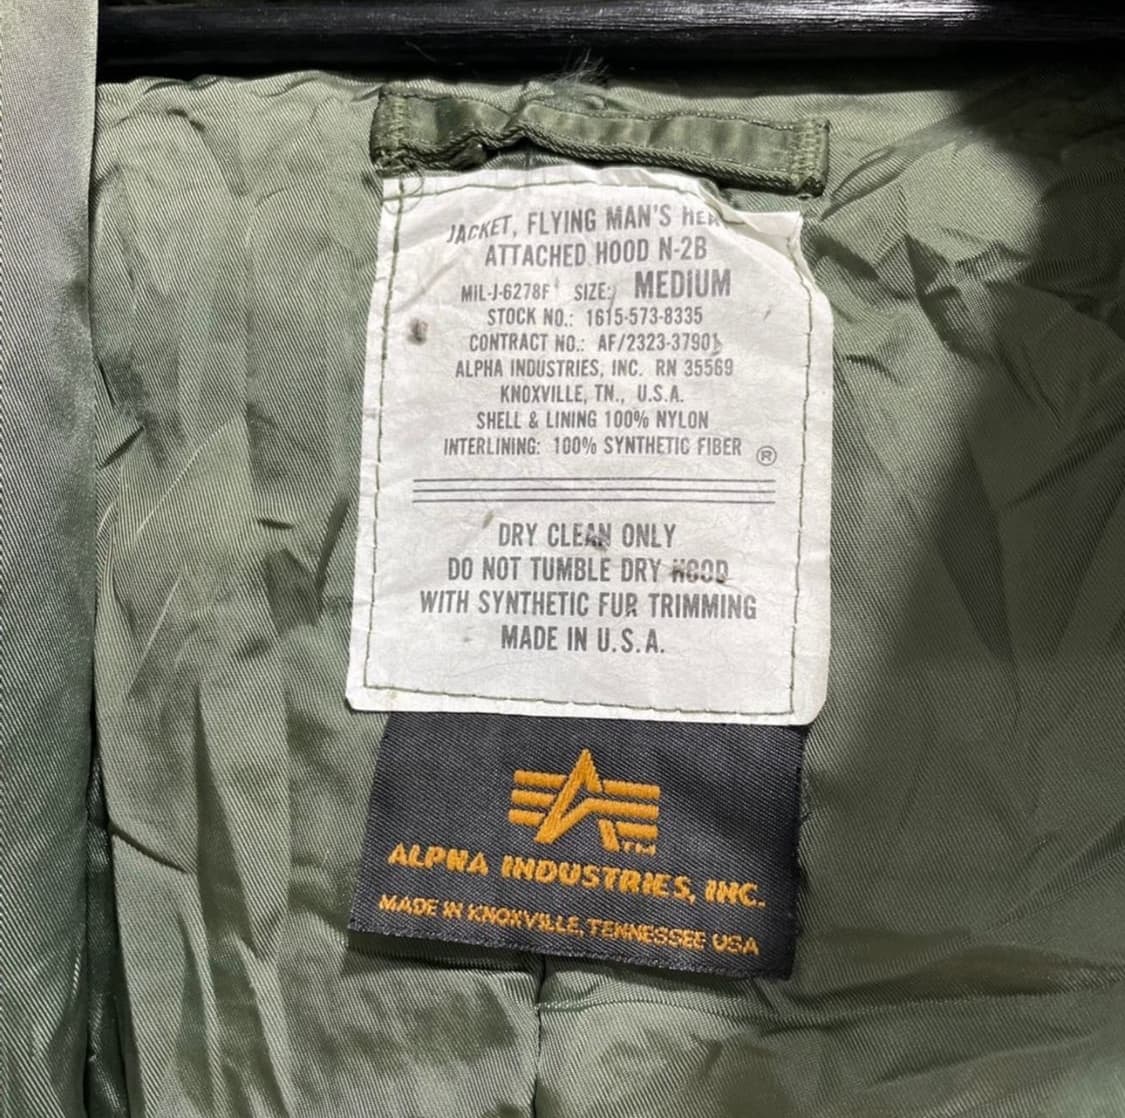 JACKET, FLYING MAN'S
ATTACHED HOOD N-2B
MIL-J-6278F SIZE: MEDIUM
STOCK NO.: 1615-573-8335
CONTRACT NO.: AF/2323-37901
ALPHA INDUSTRIES, INC. RN 35569
KNOXVILLE, TN., U.S.A.
SHELL & LINING 100% NYLON
INTERLINING: 100% SYNTHETIC FIBER ®
DRY CLEAN ONLY
DO NOT TUMBLE DRY HOOD
WITH SYNTHETIC FUR TRIMMING
MADE IN U.S.A.
TM
ALPHA INDUSTRIES, INC.
MADE IN KNOXVILLE, TENNESSEE USA